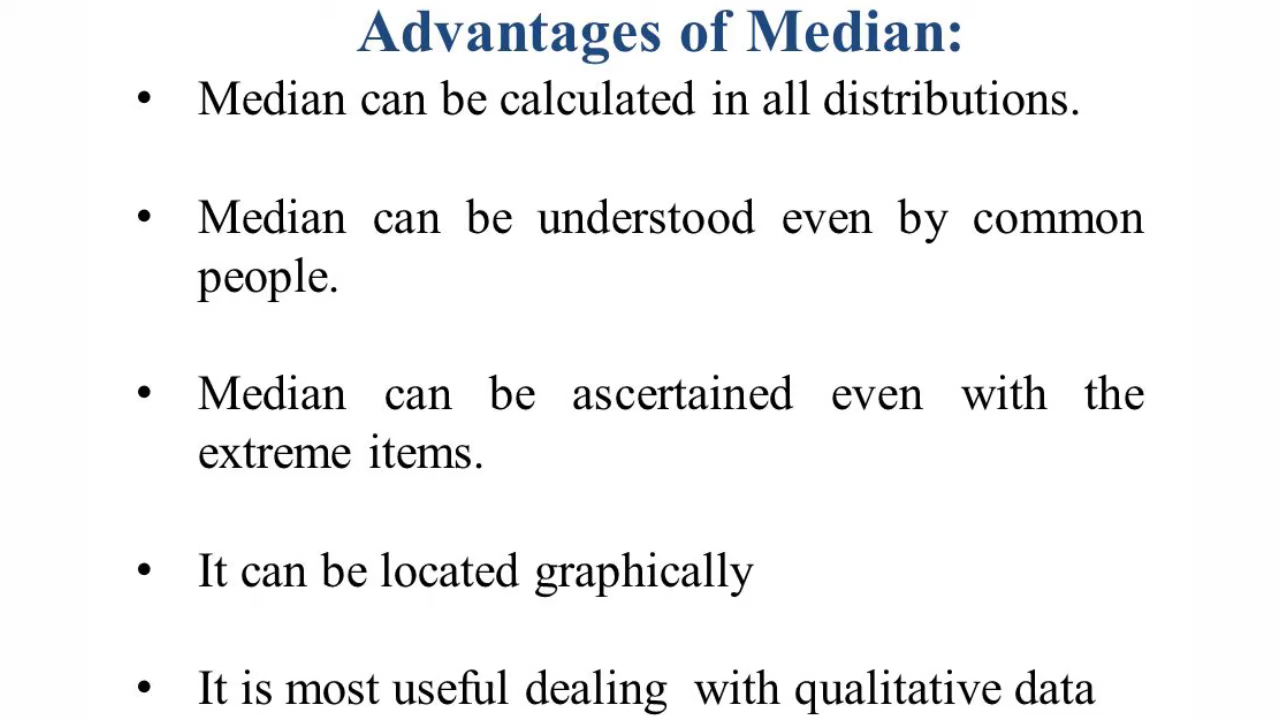 Advantages of Median:
• Median can be calculated in all distributions.
• Median can be understood even by common
people.
• Median can be ascertained even with the
extreme items.
• It can be located graphically
• It is most useful dealing with qualitative data